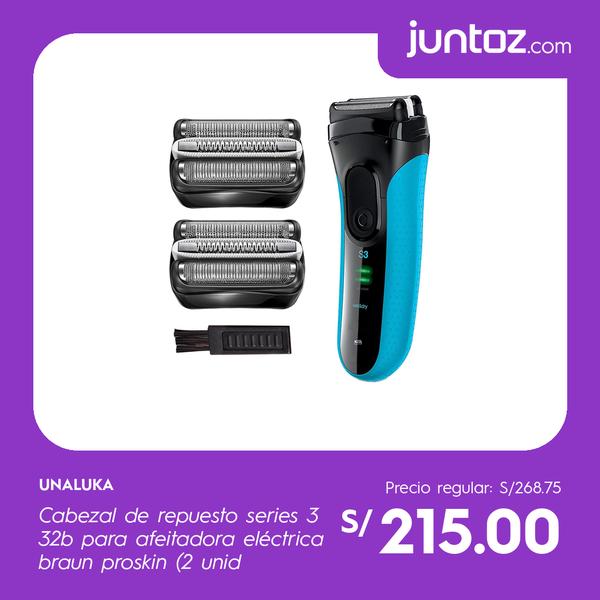 juntoz.com
S3
UNALUKA
Cabezal de repuesto series 3
32b para afeitadora eléctrica
braun proskin (2 unid
Precio regular: S/268.75
S/215.00